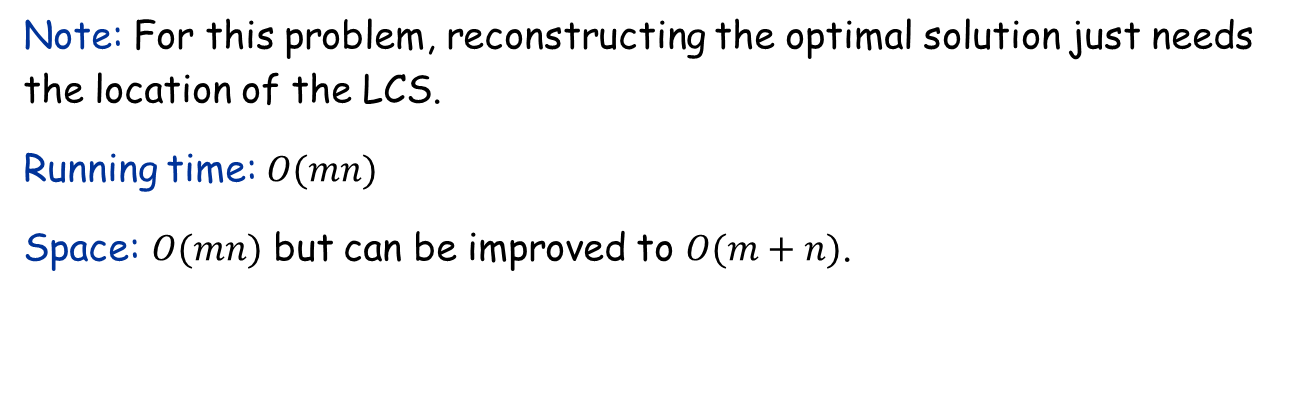 Note: For this problem, reconstructing the optimal solution just needs
the location of the LCS.
Running time: O(mn)
Space: O(mn) but can be improved to O(m + n).